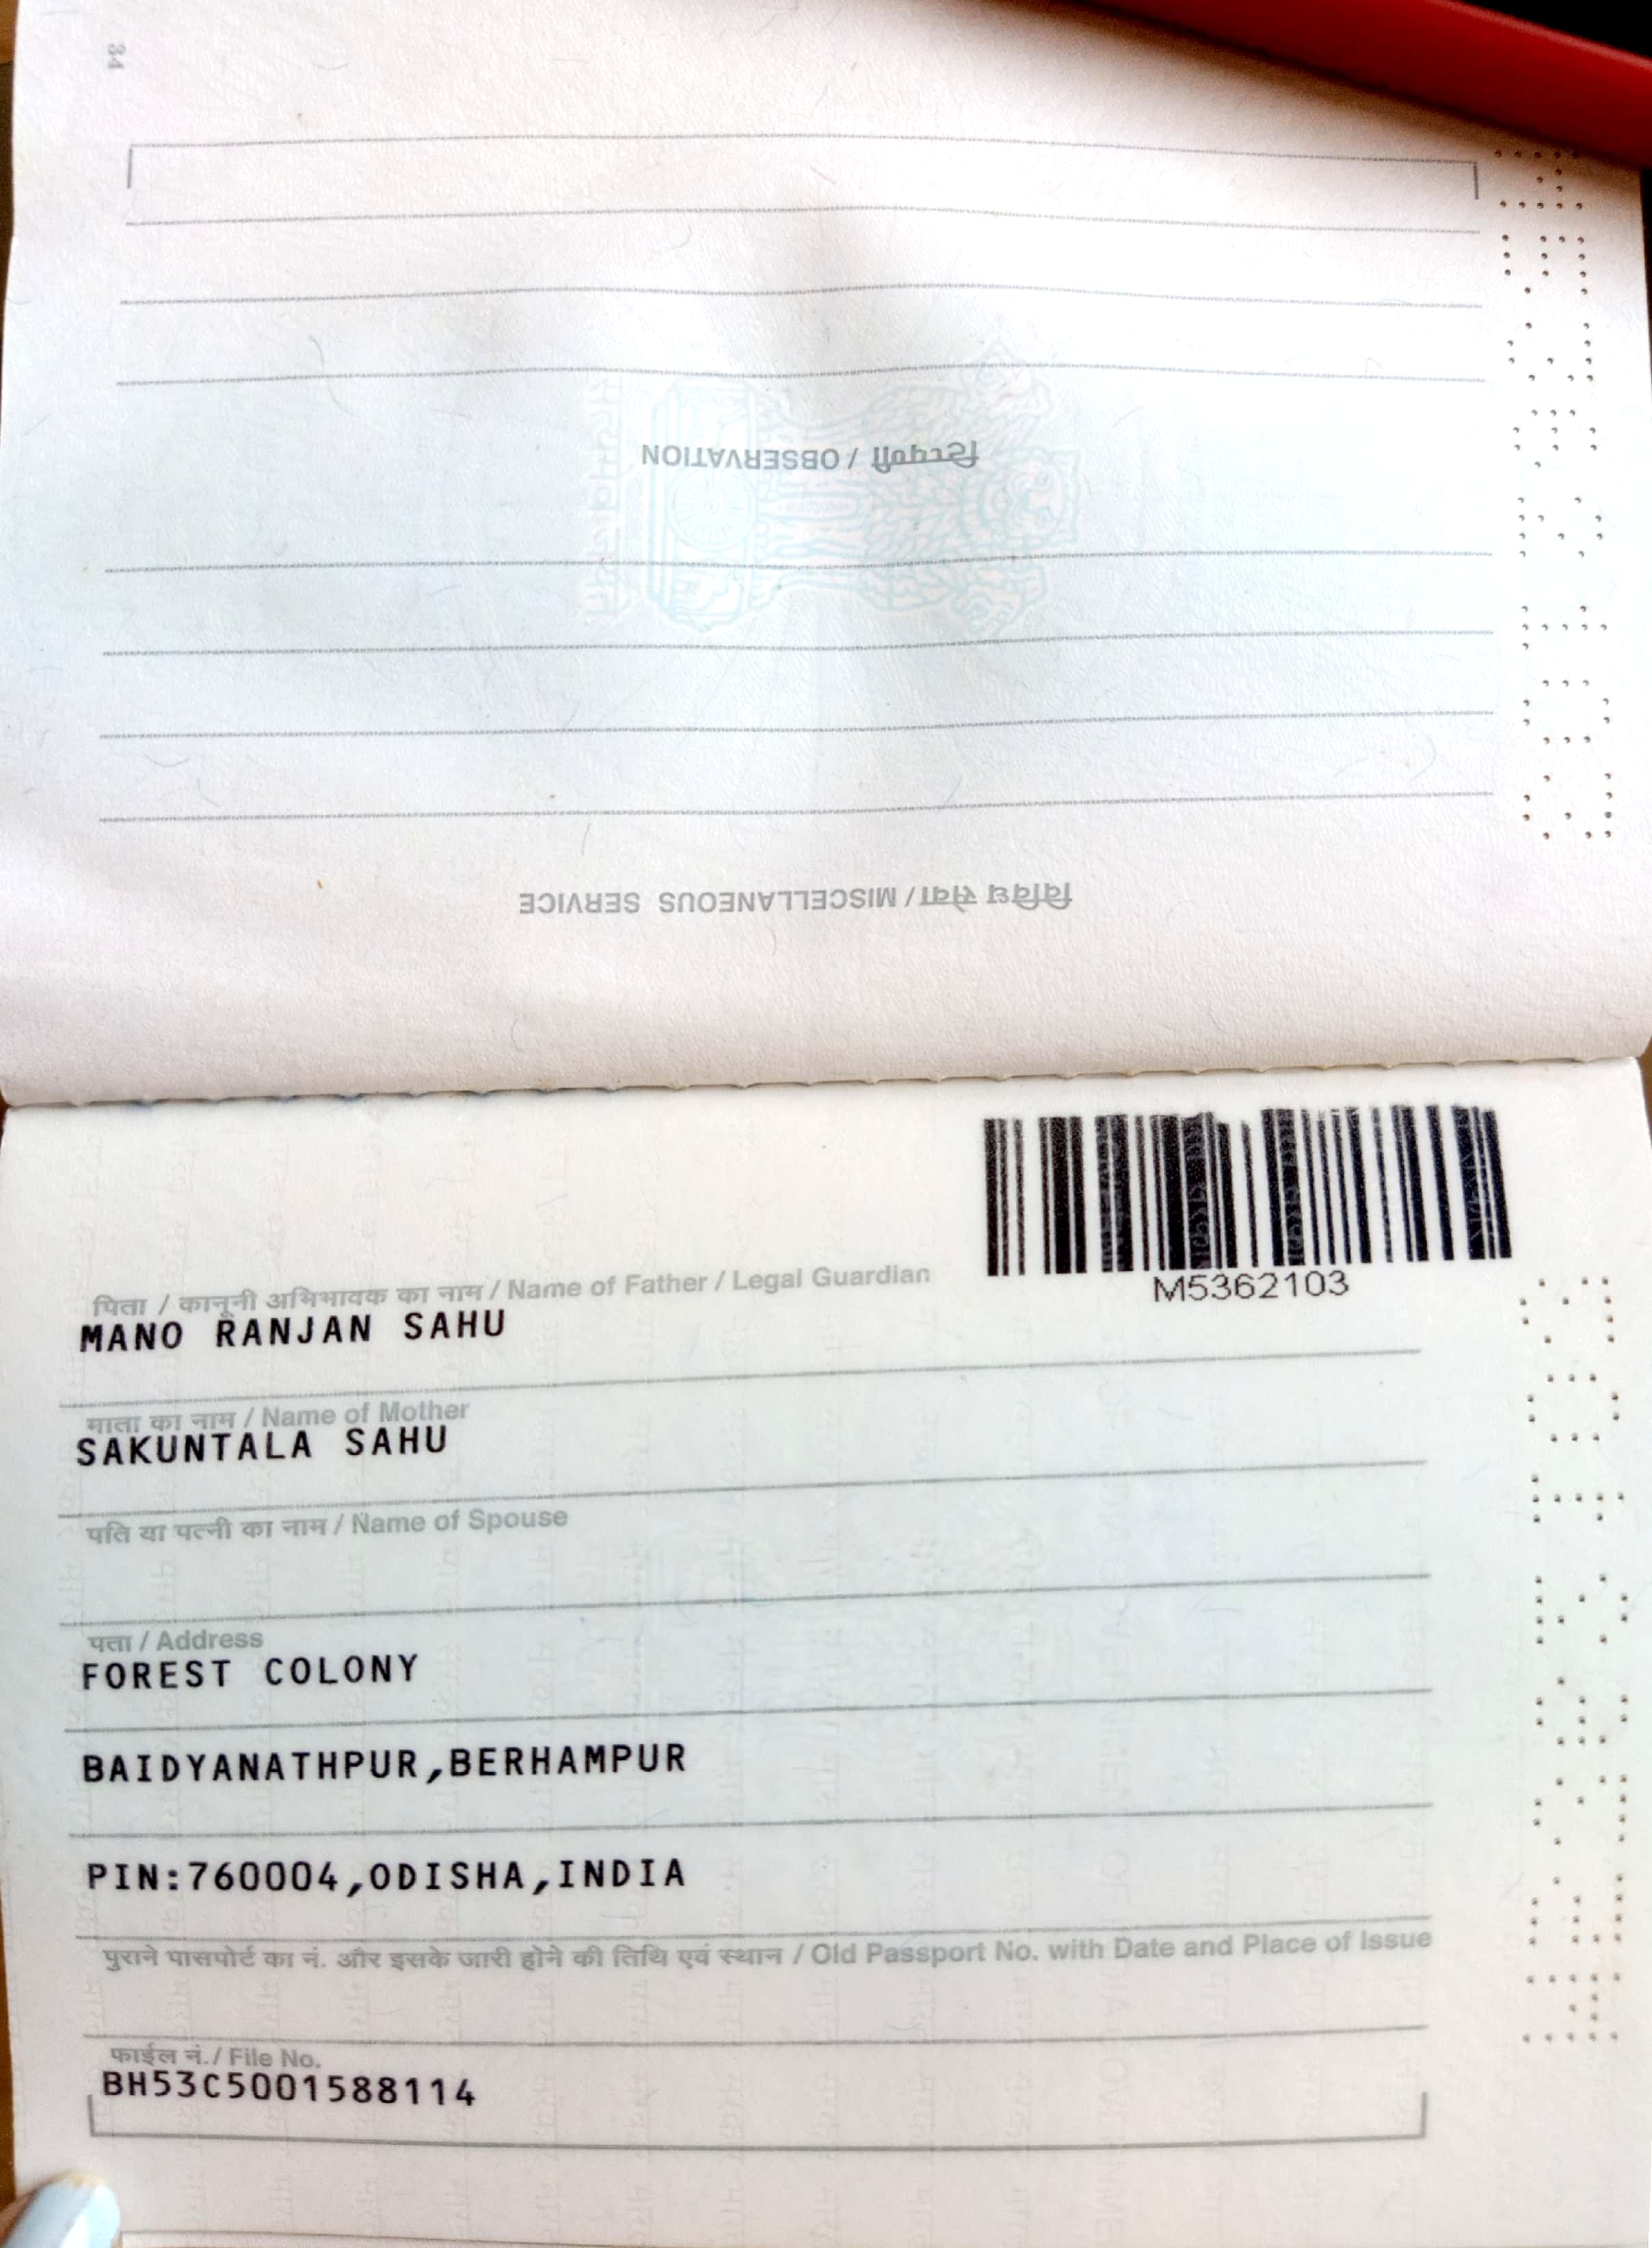 34
टिप्पणी / OBSERVATION
विविध सेवा / MISCELLANEOUS SERVICE
M5362103
पिता / कानूनी अभिभावक का नाम / Name of Father / Legal Guardian
MANO RANJAN SAHU
माता का नाम / Name of Mother
SAKUNTALA SAHU
पति या पत्नी का नाम / Name of Spouse
पता / Address
FOREST COLONY
BAIDYANATHPUR,BERHAMPUR
PIN:760004,ODISHA,INDIA
पुराने पासपोर्ट का नं. और इसके जारी होने की तिथि एवं स्थान / Old Passport No. with Date and Place of Issue
फाईल नं./ File No.
BH53C5001588114